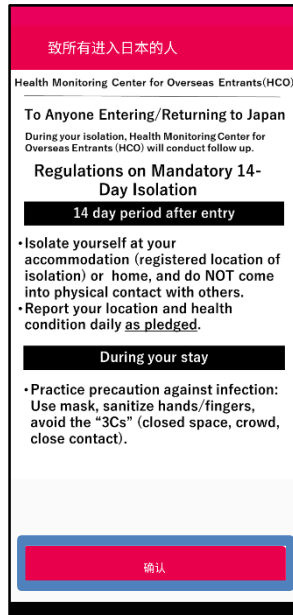 致所有进入日本的人
Health Monitoring Center for Overseas Entrants(HCO)
To Anyone Entering/Returning to Japan
During your isolation, Health Monitoring Center for
Overseas Entrants (HCO) will conduct follow up.
Regulations on Mandatory 14-
Day Isolation
14 day period after entry
・Isolate yourself at your
accommodation (registered location of
isolation) or home, and do NOT come
into physical contact with others.
・Report your location and health
condition daily as pledged.
During your stay
・Practice precaution against infection:
Use mask, sanitize hands/fingers,
avoid the “3Cs” (closed space, crowd,
close contact).
确认